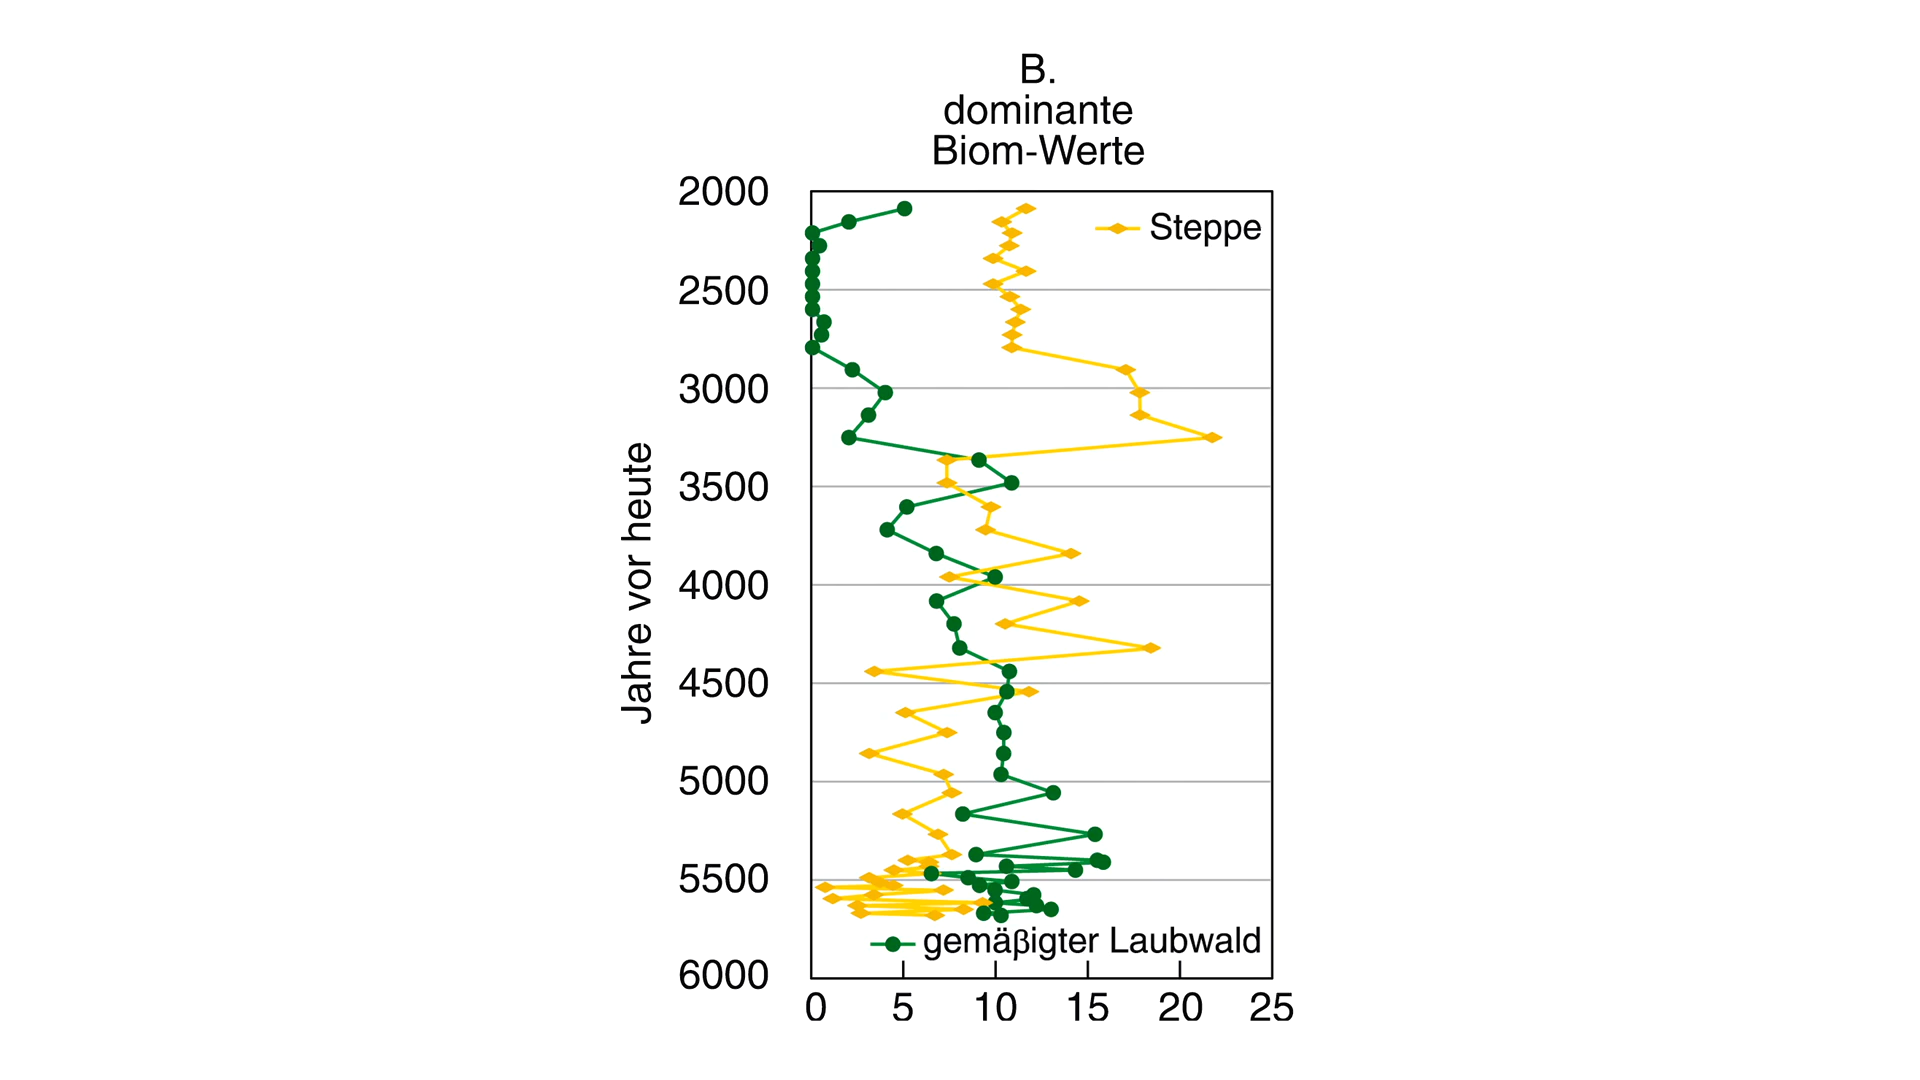 B.
dominante
Biom-Werte
2000
Steppe
2500
3000
Jahre vor heute
3500
4000
4500
5000
5500
gemäβigter Laubwald
6000
0 5 10 15 20 25